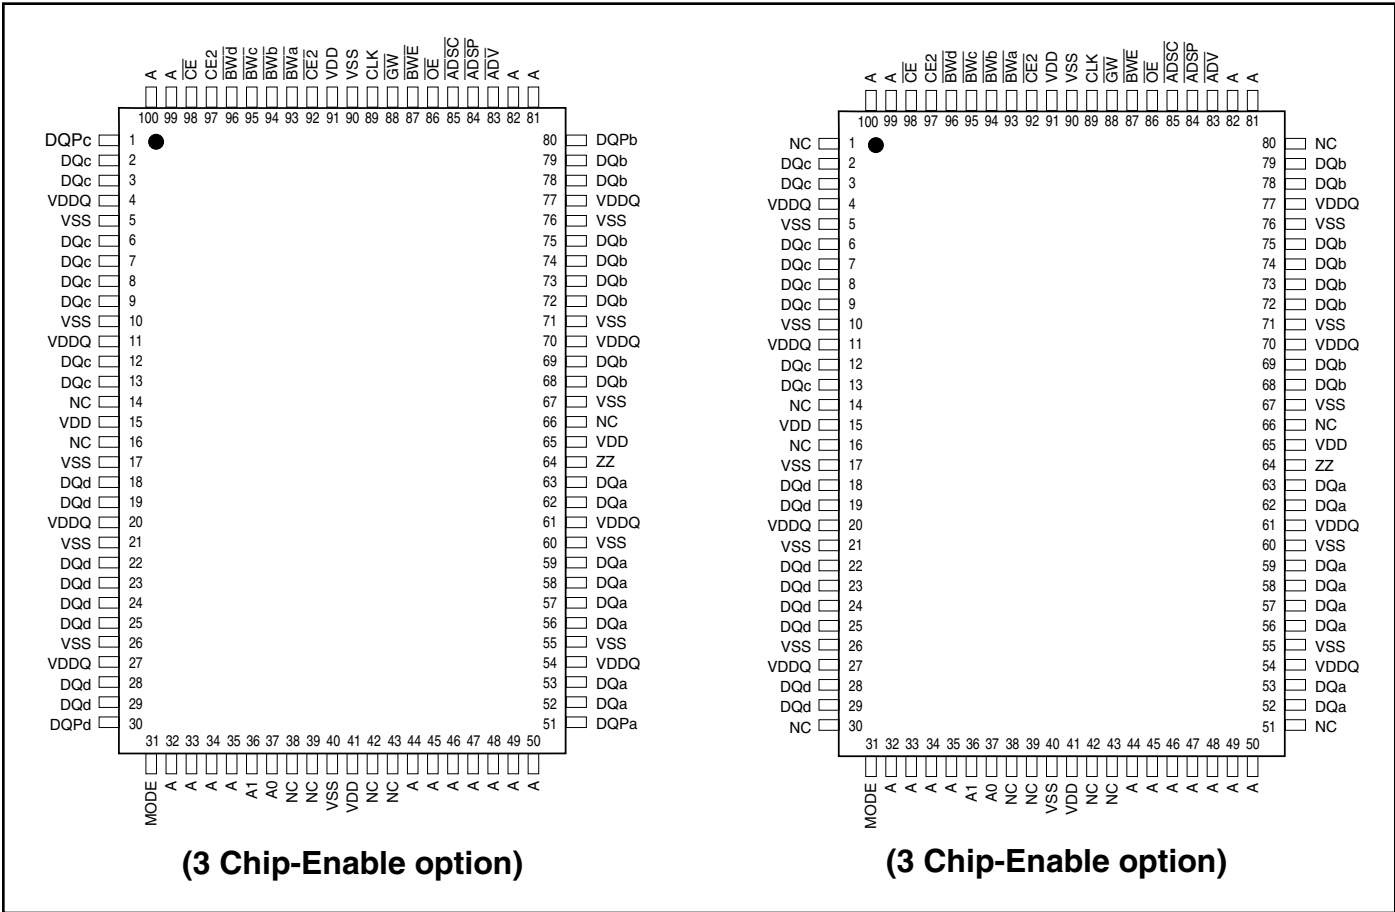 A A CE CE2 BWd BWc BWb BWa CE2 VDD VSS CLK GW BWE OE ADSC ADSP ADV A A
100 99 98 97 96 95 94 93 92 91 90 89 88 87 86 85 84 83 82 81
DQPc 1 80 DQPb
DQc 2 79 DQb
DQc 3 78 DQb
VDDQ 4 77 VDDQ
VSS 5 76 VSS
DQc 6 75 DQb
DQc 7 74 DQb
DQc 8 73 DQb
DQc 9 72 DQb
VSS 10 71 VSS
VDDQ 11 70 VDDQ
DQc 12 69 DQb
DQc 13 68 DQb
NC 14 67 VSS
VDD 15 66 NC
NC 16 65 VDD
VSS 17 64 ZZ
DQd 18 63 DQa
DQd 19 62 DQa
VDDQ 20 61 VDDQ
VSS 21 60 VSS
DQd 22 59 DQa
DQd 23 58 DQa
DQd 24 57 DQa
DQd 25 56 DQa
VSS 26 55 VSS
VDDQ 27 54 VDDQ
DQd 28 53 DQa
DQd 29 52 DQa
DQPd 30 51 DQPa
31 32 33 34 35 36 37 38 39 40 41 42 43 44 45 46 47 48 49 50
MODE A A A A A1 A0 NC NC VSS VDD NC NC A A A A A A A
(3 Chip-Enable option)
A A CE CE2 BWd BWc BWb BWa CE2 VDD VSS CLK GW BWE OE ADSC ADSP ADV A A
100 99 98 97 96 95 94 93 92 91 90 89 88 87 86 85 84 83 82 81
NC 1 80 NC
DQc 2 79 DQb
DQc 3 78 DQb
VDDQ 4 77 VDDQ
VSS 5 76 VSS
DQc 6 75 DQb
DQc 7 74 DQb
DQc 8 73 DQb
DQc 9 72 DQb
VSS 10 71 VSS
VDDQ 11 70 VDDQ
DQc 12 69 DQb
DQc 13 68 DQb
NC 14 67 VSS
VDD 15 66 NC
NC 16 65 VDD
VSS 17 64 ZZ
DQd 18 63 DQa
DQd 19 62 DQa
VDDQ 20 61 VDDQ
VSS 21 60 VSS
DQd 22 59 DQa
DQd 23 58 DQa
DQd 24 57 DQa
DQd 25 56 DQa
VSS 26 55 VSS
VDDQ 27 54 VDDQ
DQd 28 53 DQa
DQd 29 52 DQa
NC 30 51 NC
31 32 33 34 35 36 37 38 39 40 41 42 43 44 45 46 47 48 49 50
MODE A A A A A1 A0 NC NC VSS VDD NC NC A A A A A A A
(3 Chip-Enable option)